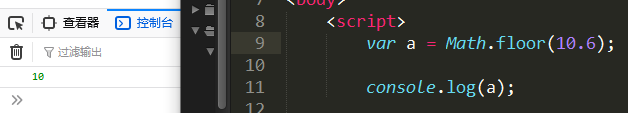 查看器 控制台
过滤输出
10
7 <body>
8 <script>
9 var a = Math.floor(10.6);
10
11 console.log(a);
12